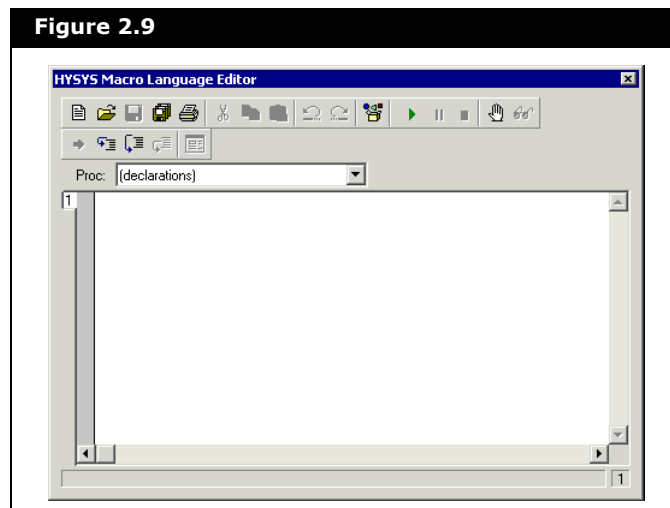 Figure 2.9
HYSYS Macro Language Editor
Proc: (declarations)
1
1